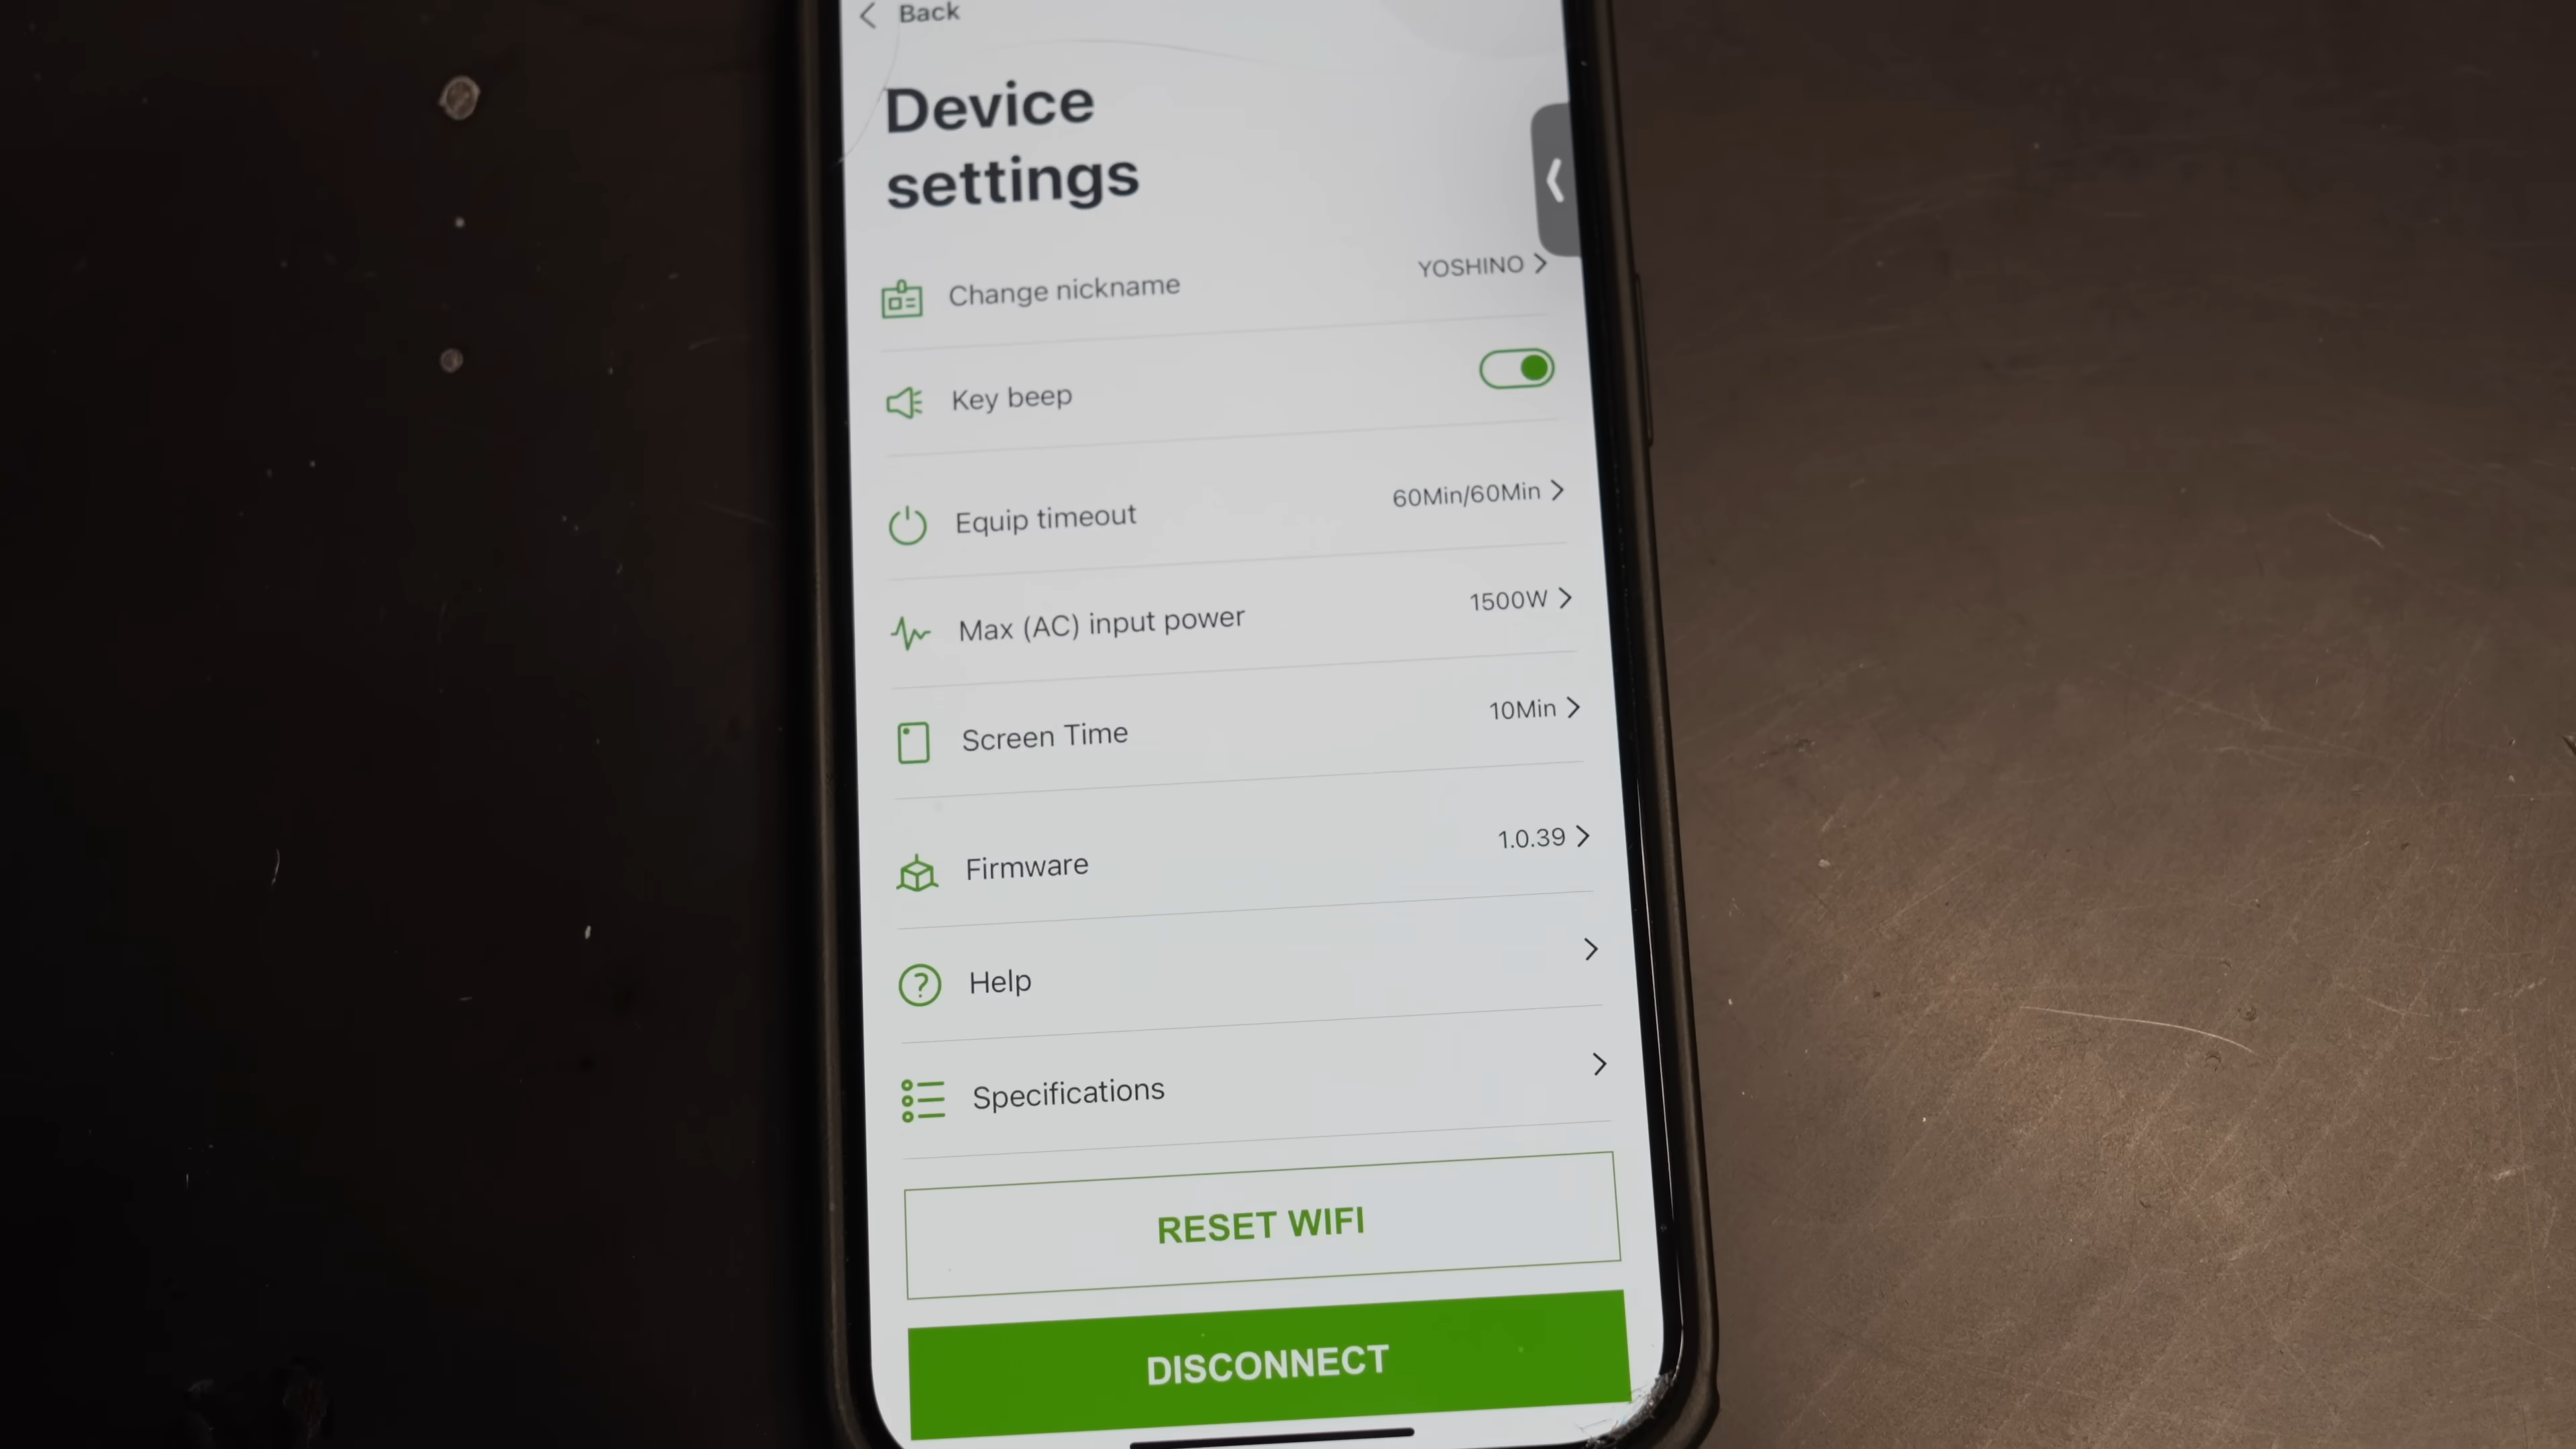 Back
Device
settings
Change nickname YOSHINO
Key beep
Equip timeout 60Min/60Min
Max (AC) input power 1500W
Screen Time 10Min
Firmware 1.0.39
Help
Specifications
RESET WIFI
DISCONNECT